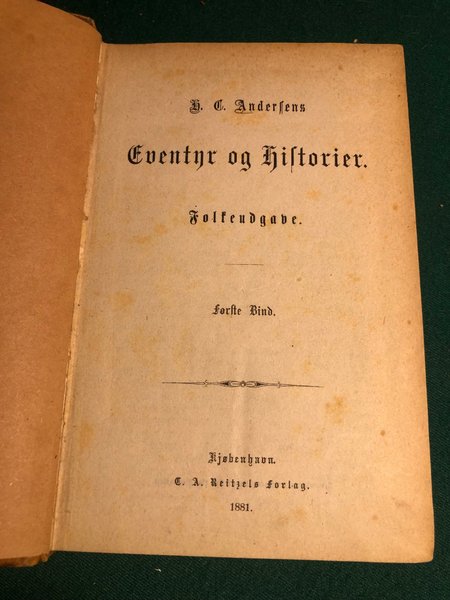 H. C. Andersens
Eventyr og Historier.
Folkeudgave.
Første Bind.
Kjøbenhavn.
C. A. Reitzels Forlag.
1881.